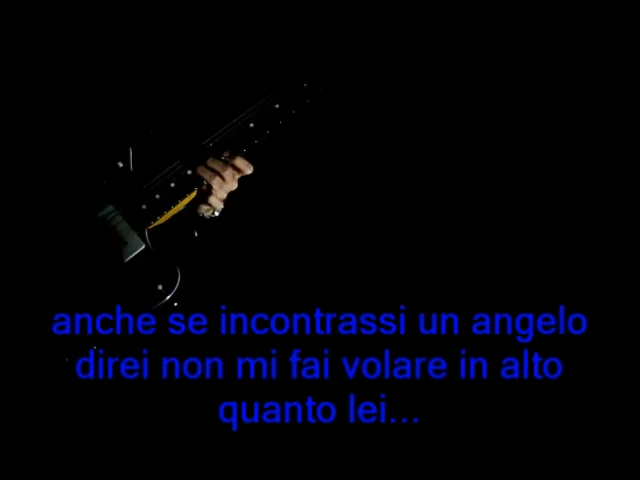 anche se incontrassi un angelo
direi non mi fai volare in alto
quanto lei...